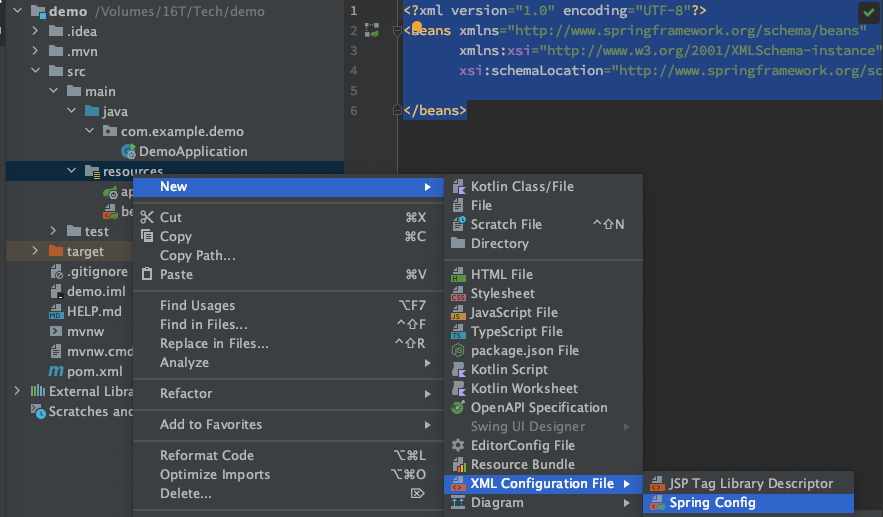 demo /Volumes/16T/Tech/demo
.idea
.mvn
src
main
java
com.example.demo
DemoApplication
resources
ap
be
test
target
.gitignore
demo.iml
HELP.md
mvnw
mvnw.cmd
pom.xml
External Libra
Scratches and
1 <?xml version="1.0" encoding="UTF-8"?>
2 <beans xmlns="http://www.springframework.org/schema/beans"
3 xmlns:xsi="http://www.w3.org/2001/XMLSchema-instance"
4 xsi:schemaLocation="http://www.springframework.org/sc
5
6 </beans>
New
Cut ⌘X
Copy ⌘C
Copy Path...
Paste ⌘V
Find Usages ⌥F7
Find in Files... ^⇧F
Replace in Files... ^⇧R
Analyze
Refactor
Add to Favorites
Reformat Code ⌥⌘L
Optimize Imports ⌥⌘O
Delete... ⌦
Kotlin Class/File
File
Scratch File ^⇧N
Directory
HTML File
Stylesheet
JavaScript File
TypeScript File
package.json File
Kotlin Script
Kotlin Worksheet
OpenAPI Specification
Swing UI Designer
EditorConfig File
Resource Bundle
XML Configuration File
Diagram
JSP Tag Library Descriptor
Spring Config